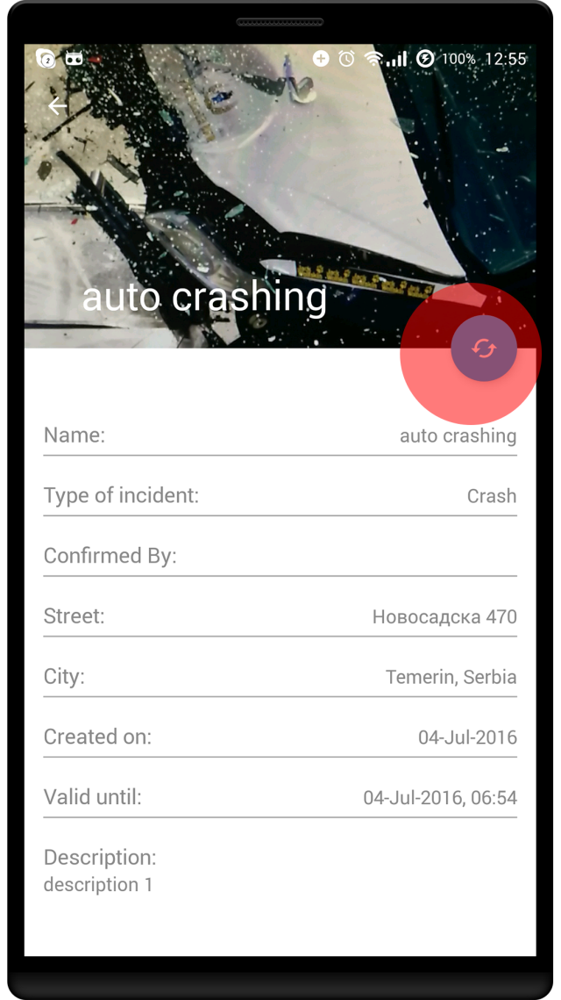 2
100% 12:55
auto crashing
Name: auto crashing
Type of incident: Crash
Confirmed By:
Street: Новосадска 470
City: Temerin, Serbia
Created on: 04-Jul-2016
Valid until: 04-Jul-2016, 06:54
Description:
description 1